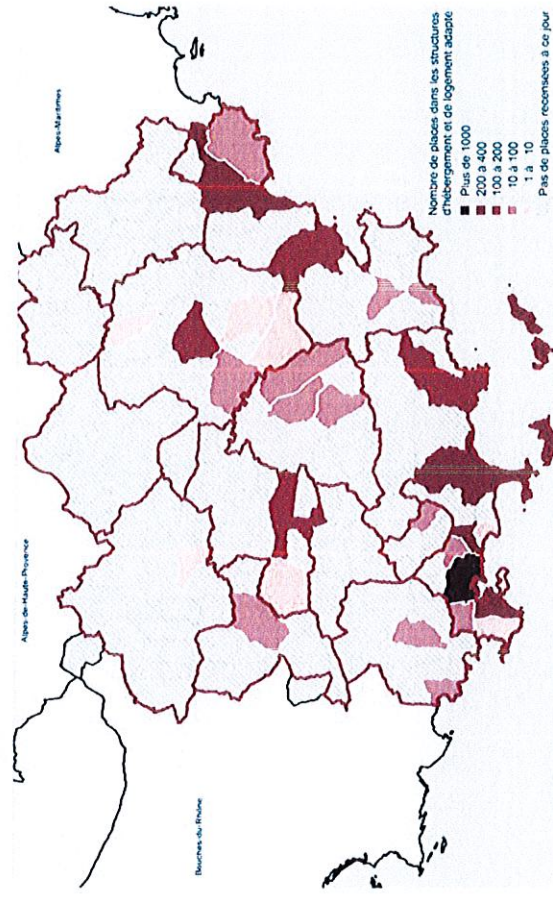 Alpes-Maritimes
Alpes-de-Haute-Provence
Bouches-du-Rhône
Nombre de places dans les structures
d'hébergement et de logement adapté
Plus de 1000
200 à 400
100 à 200
10 à 100
1 à 10
Pas de places recensées à ce jour